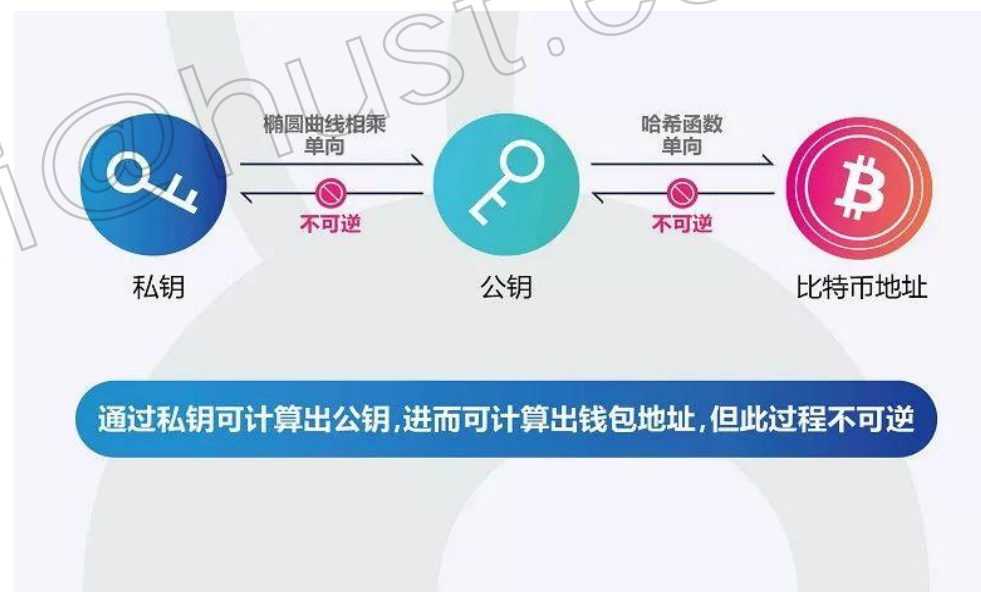 i@hust.e
椭圆曲线相乘
单向
哈希函数
单向
不可逆
不可逆
私钥
公钥
比特币地址
通过私钥可计算出公钥,进而可计算出钱包地址,但此过程不可逆